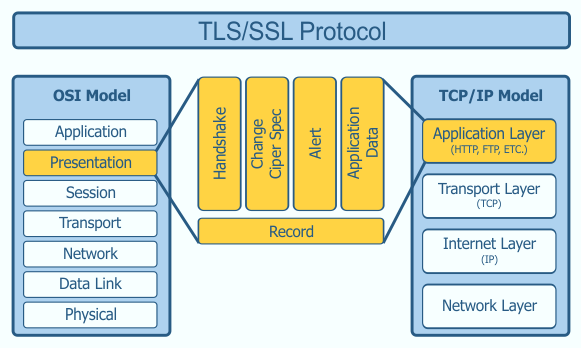 TLS/SSL Protocol
OSI Model
Application
Presentation
Session
Transport
Network
Data Link
Physical
Handshake
Change
Ciper Spec
Alert
Application
Data
Record
TCP/IP Model
Application Layer
(HTTP, FTP, ETC.)
Transport Layer
(TCP)
Internet Layer
(IP)
Network Layer